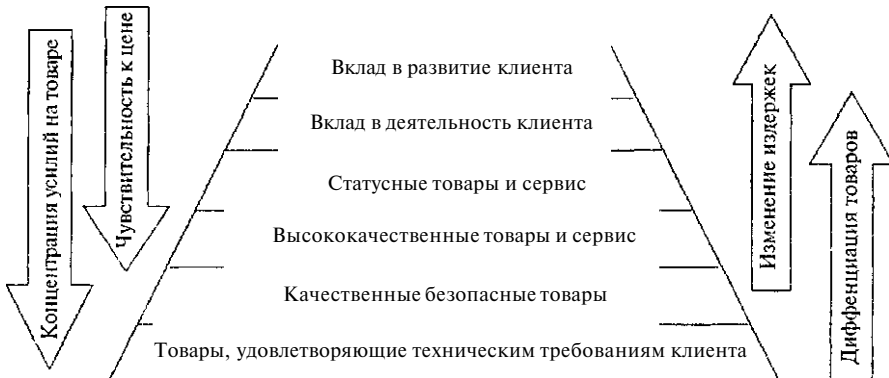 Концентрация усилий на товаре
Чувствительность к цене
Вклад в развитие клиента
Вклад в деятельность клиента
Статусные товары и сервис
Высококачественные товары и сервис
Качественные безопасные товары
Товары, удовлетворяющие техническим требованиям клиента
Изменение издержек
Диффенциация товаров